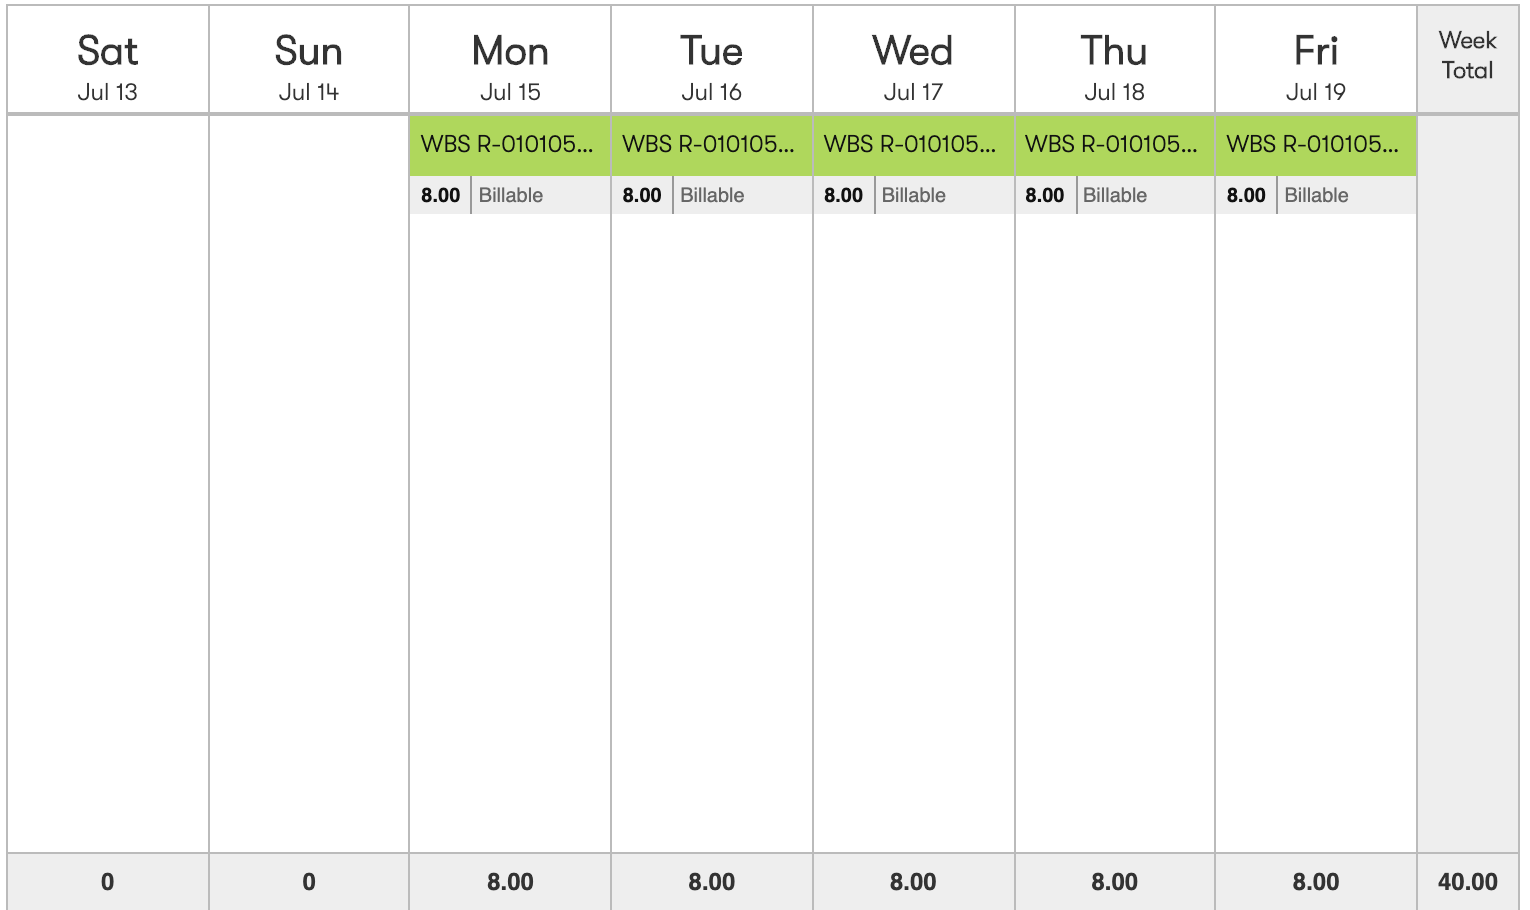 Sat Sun Mon Tue Wed Thu Fri Week
Total
Jul 13 Jul 14 Jul 15 Jul 16 Jul 17 Jul 18 Jul 19
WBS R-010105... WBS R-010105... WBS R-010105... WBS R-010105... WBS R-010105...
8.00 Billable 8.00 Billable 8.00 Billable 8.00 Billable 8.00 Billable
0 0 8.00 8.00 8.00 8.00 8.00 40.00